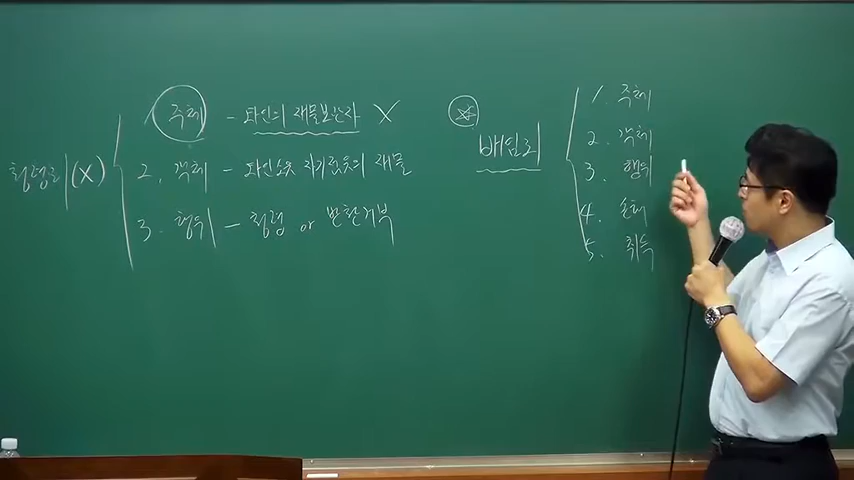 횡령죄 (X)
주체 - 타인의 재물보관자 X
2. 객체 - 타인소유 자기점유의 재물
3. 행위 - 횡령 or 반환거부
배임죄
1. 주체
2. 객체
3. 행위
4. 손해
5. 취득